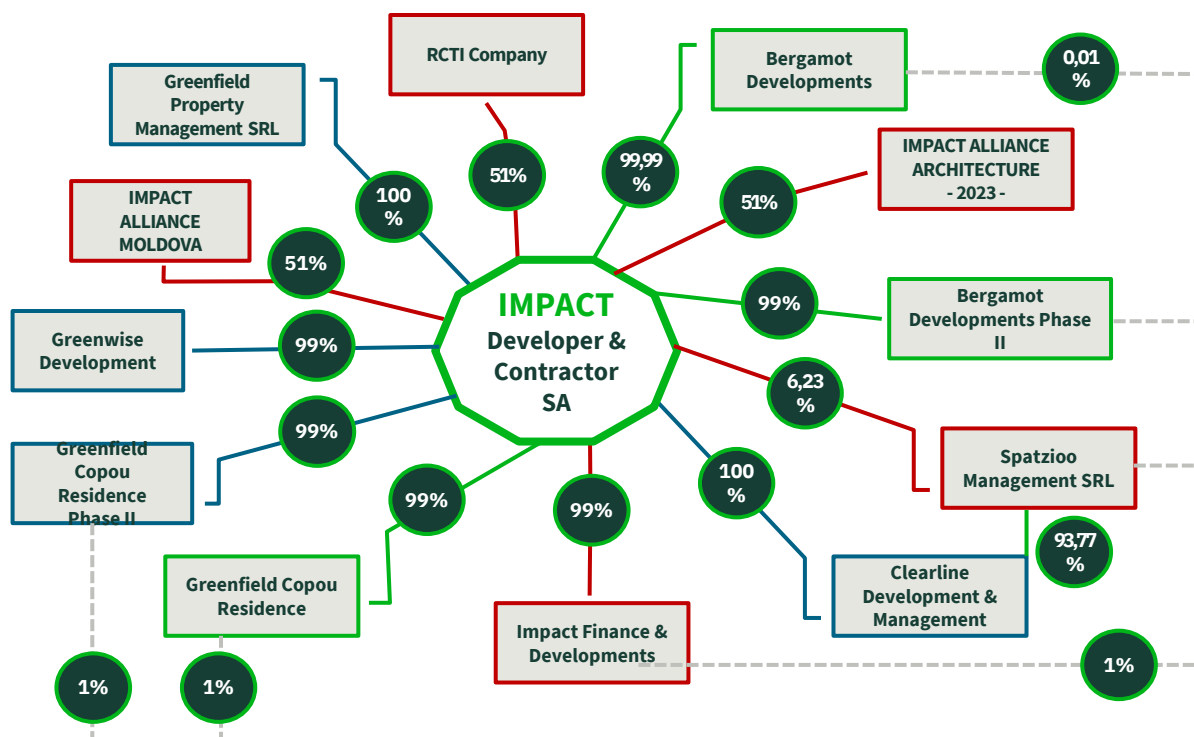 RCTI Company
Bergamot
Developments
0,01
%
Greenfield
Property
Management SRL
IMPACT ALLIANCE
ARCHITECTURE
- 2023 -
99,99
%
51%
100
%
51%
IMPACT
ALLIANCE
MOLDOVA
51%
IMPACT
Developer &
Contractor
SA
99%
Bergamot
Developments Phase
II
Greenwise
Development
99%
6,23
%
99%
Greenfield
Copou
Residence
Phase II
Spatzioo
Management SRL
100
%
99%
99%
93,77
%
Greenfield Copou
Residence
Clearline
Development &
Management
Impact Finance &
Developments
1%
1%
1%